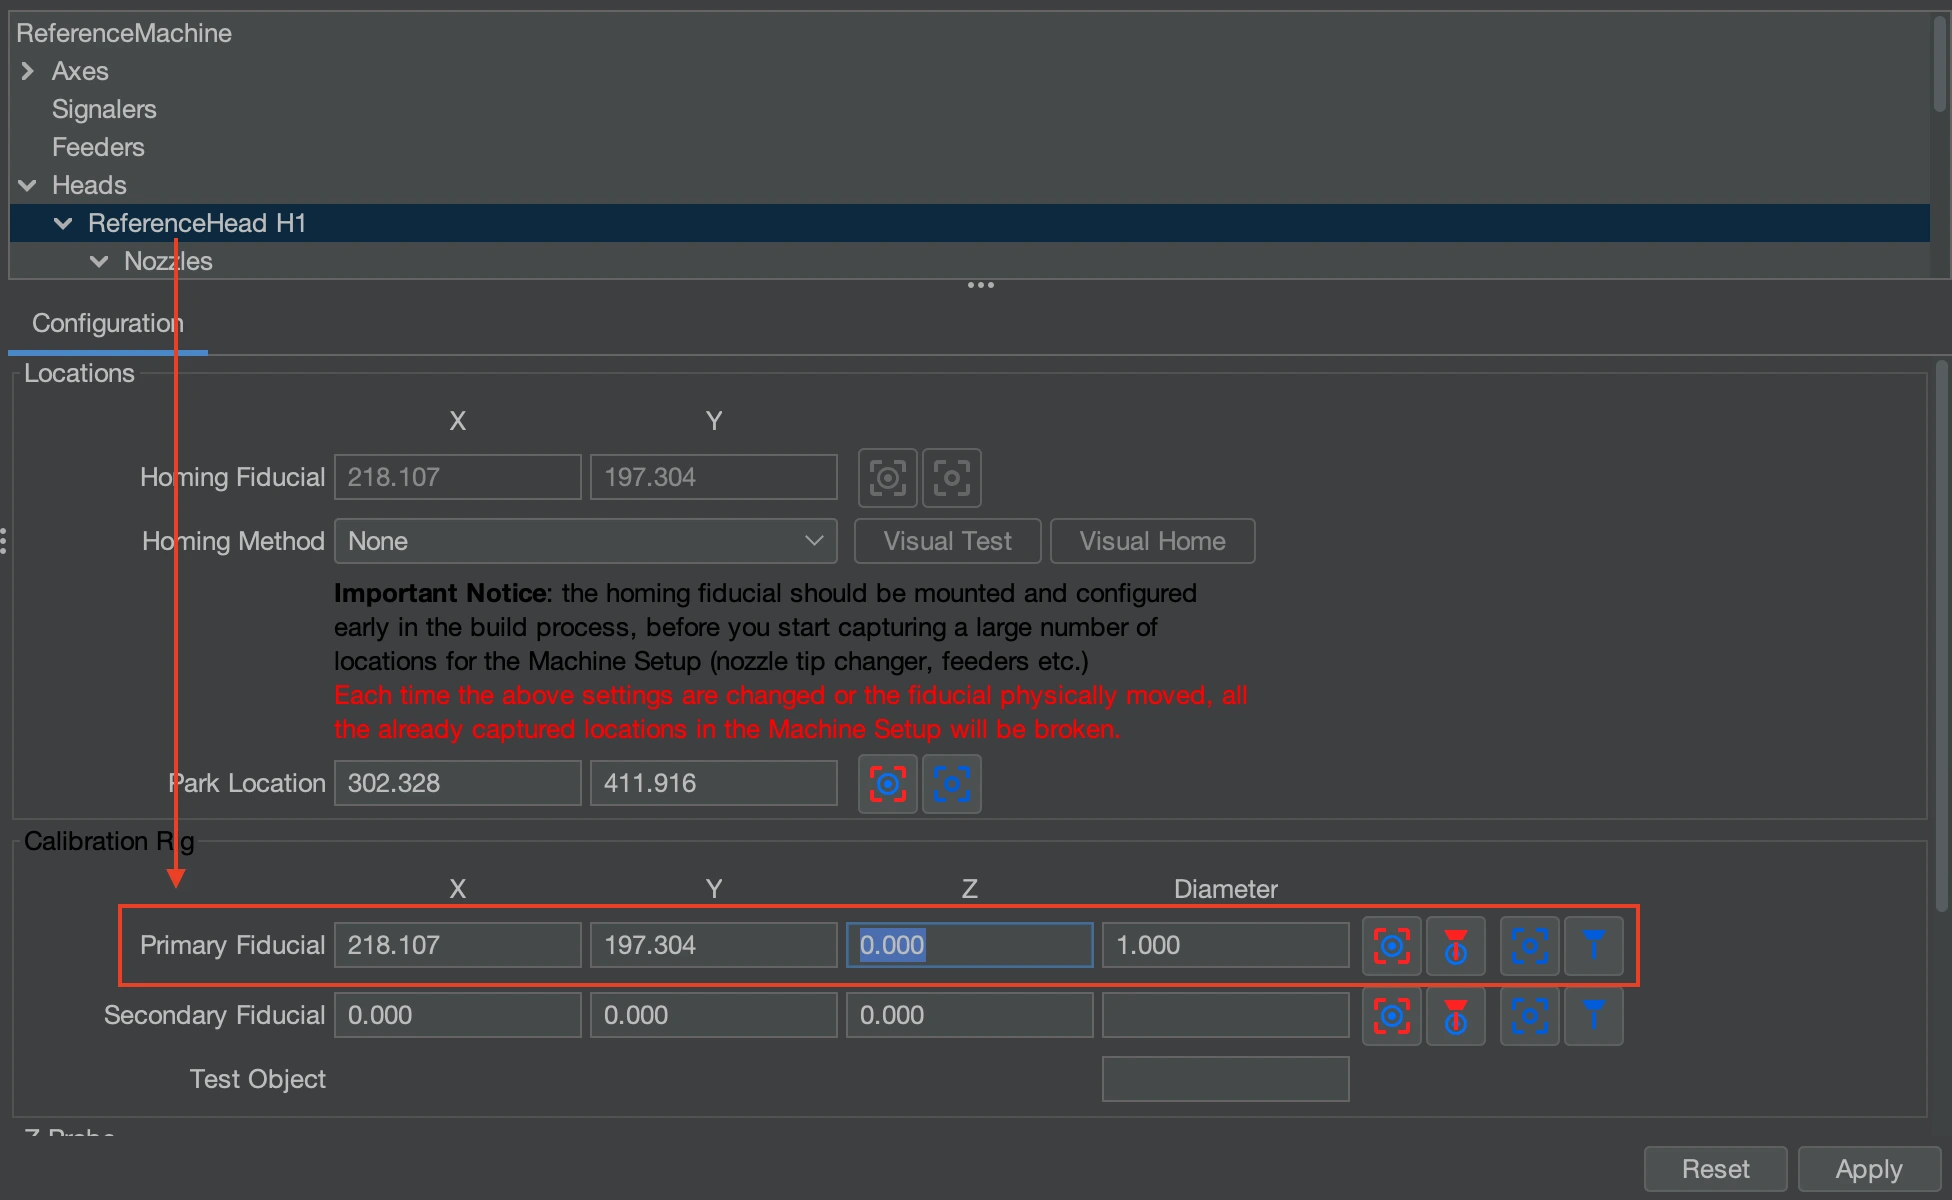 ReferenceMachine
Axes
Signalers
Feeders
Heads
ReferenceHead H1
Nozzles
Configuration
Locations
X Y
Homing Fiducial 218.107 197.304
Homing Method None Visual Test Visual Home
Important Notice: the homing fiducial should be mounted and configured
early in the build process, before you start capturing a large number of
locations for the Machine Setup (nozzle tip changer, feeders etc.)
Each time the above settings are changed or the fiducial physically moved, all
the already captured locations in the Machine Setup will be broken.
Park Location 302.328 411.916
Calibration Rig
X Y Z Diameter
Primary Fiducial 218.107 197.304 0.000 1.000
Secondary Fiducial 0.000 0.000 0.000
Test Object
Z Probe
Reset Apply